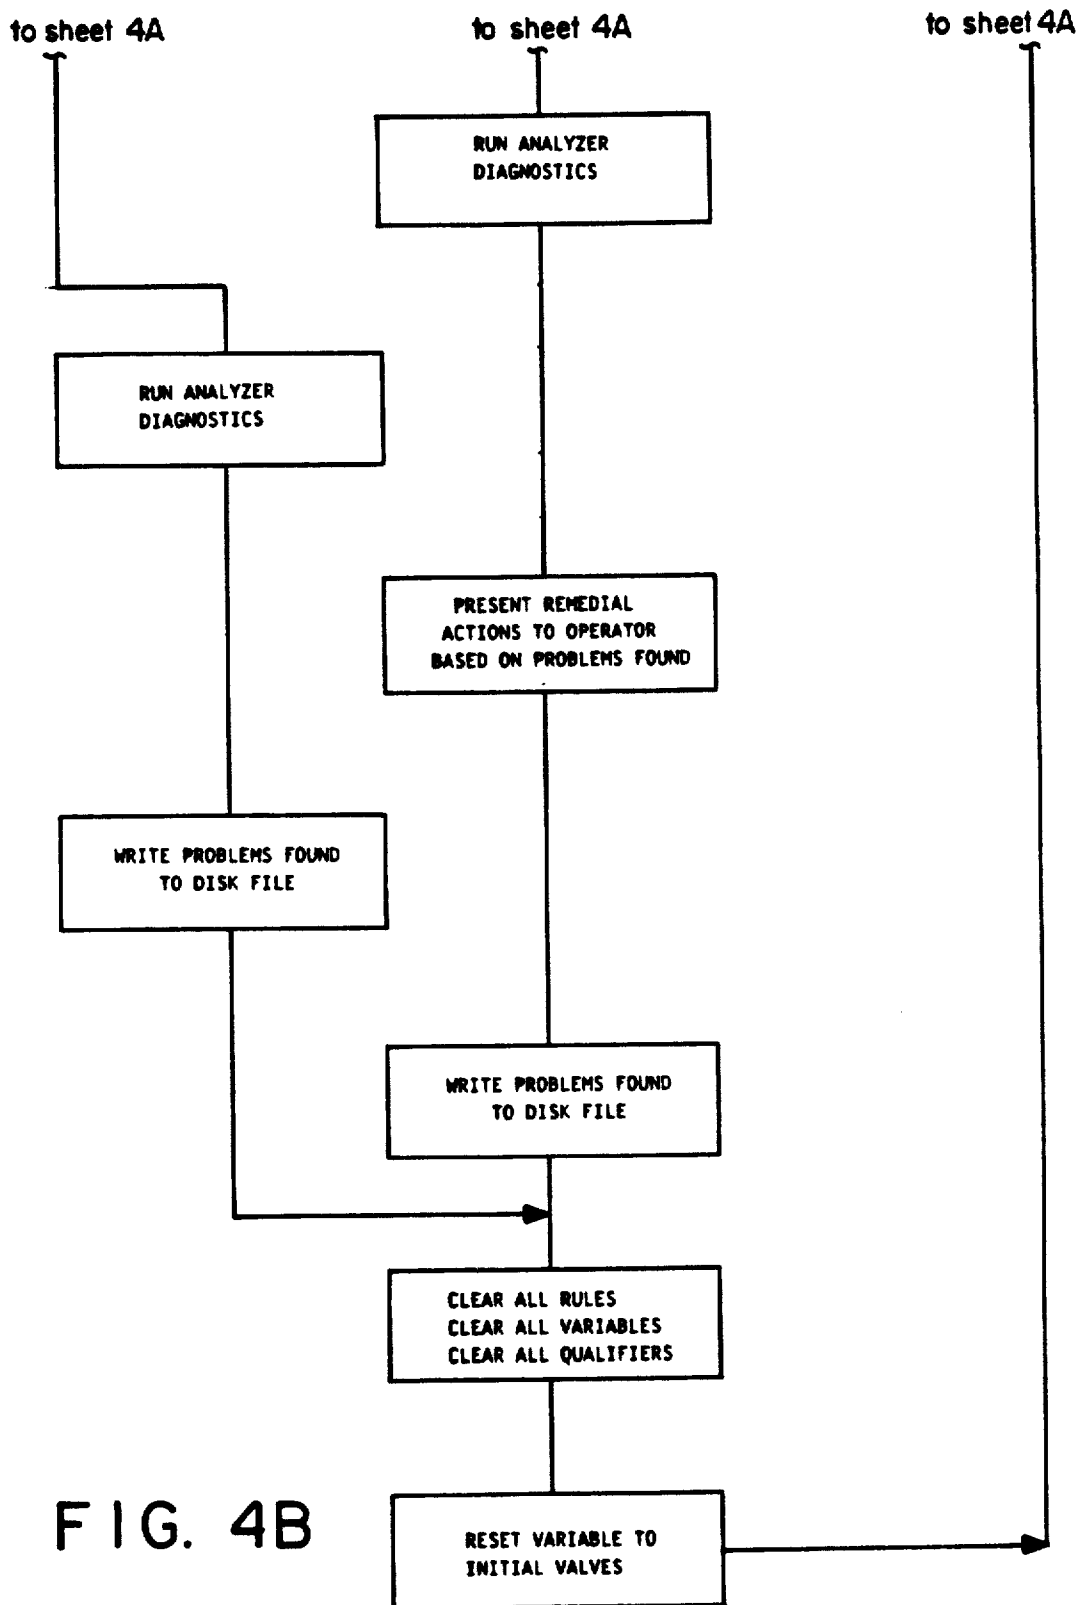 to sheet 4A
to sheet 4A
to sheet 4A
RUN ANALYZER
DIAGNOSTICS
RUN ANALYZER
DIAGNOSTICS
PRESENT REMEDIAL
ACTIONS TO OPERATOR
BASED ON PROBLEMS FOUND
WRITE PROBLEMS FOUND
TO DISK FILE
WRITE PROBLEMS FOUND
TO DISK FILE
CLEAR ALL RULES
CLEAR ALL VARIABLES
CLEAR ALL QUALIFIERS
RESET VARIABLE TO
INITIAL VALVES
FIG. 4B